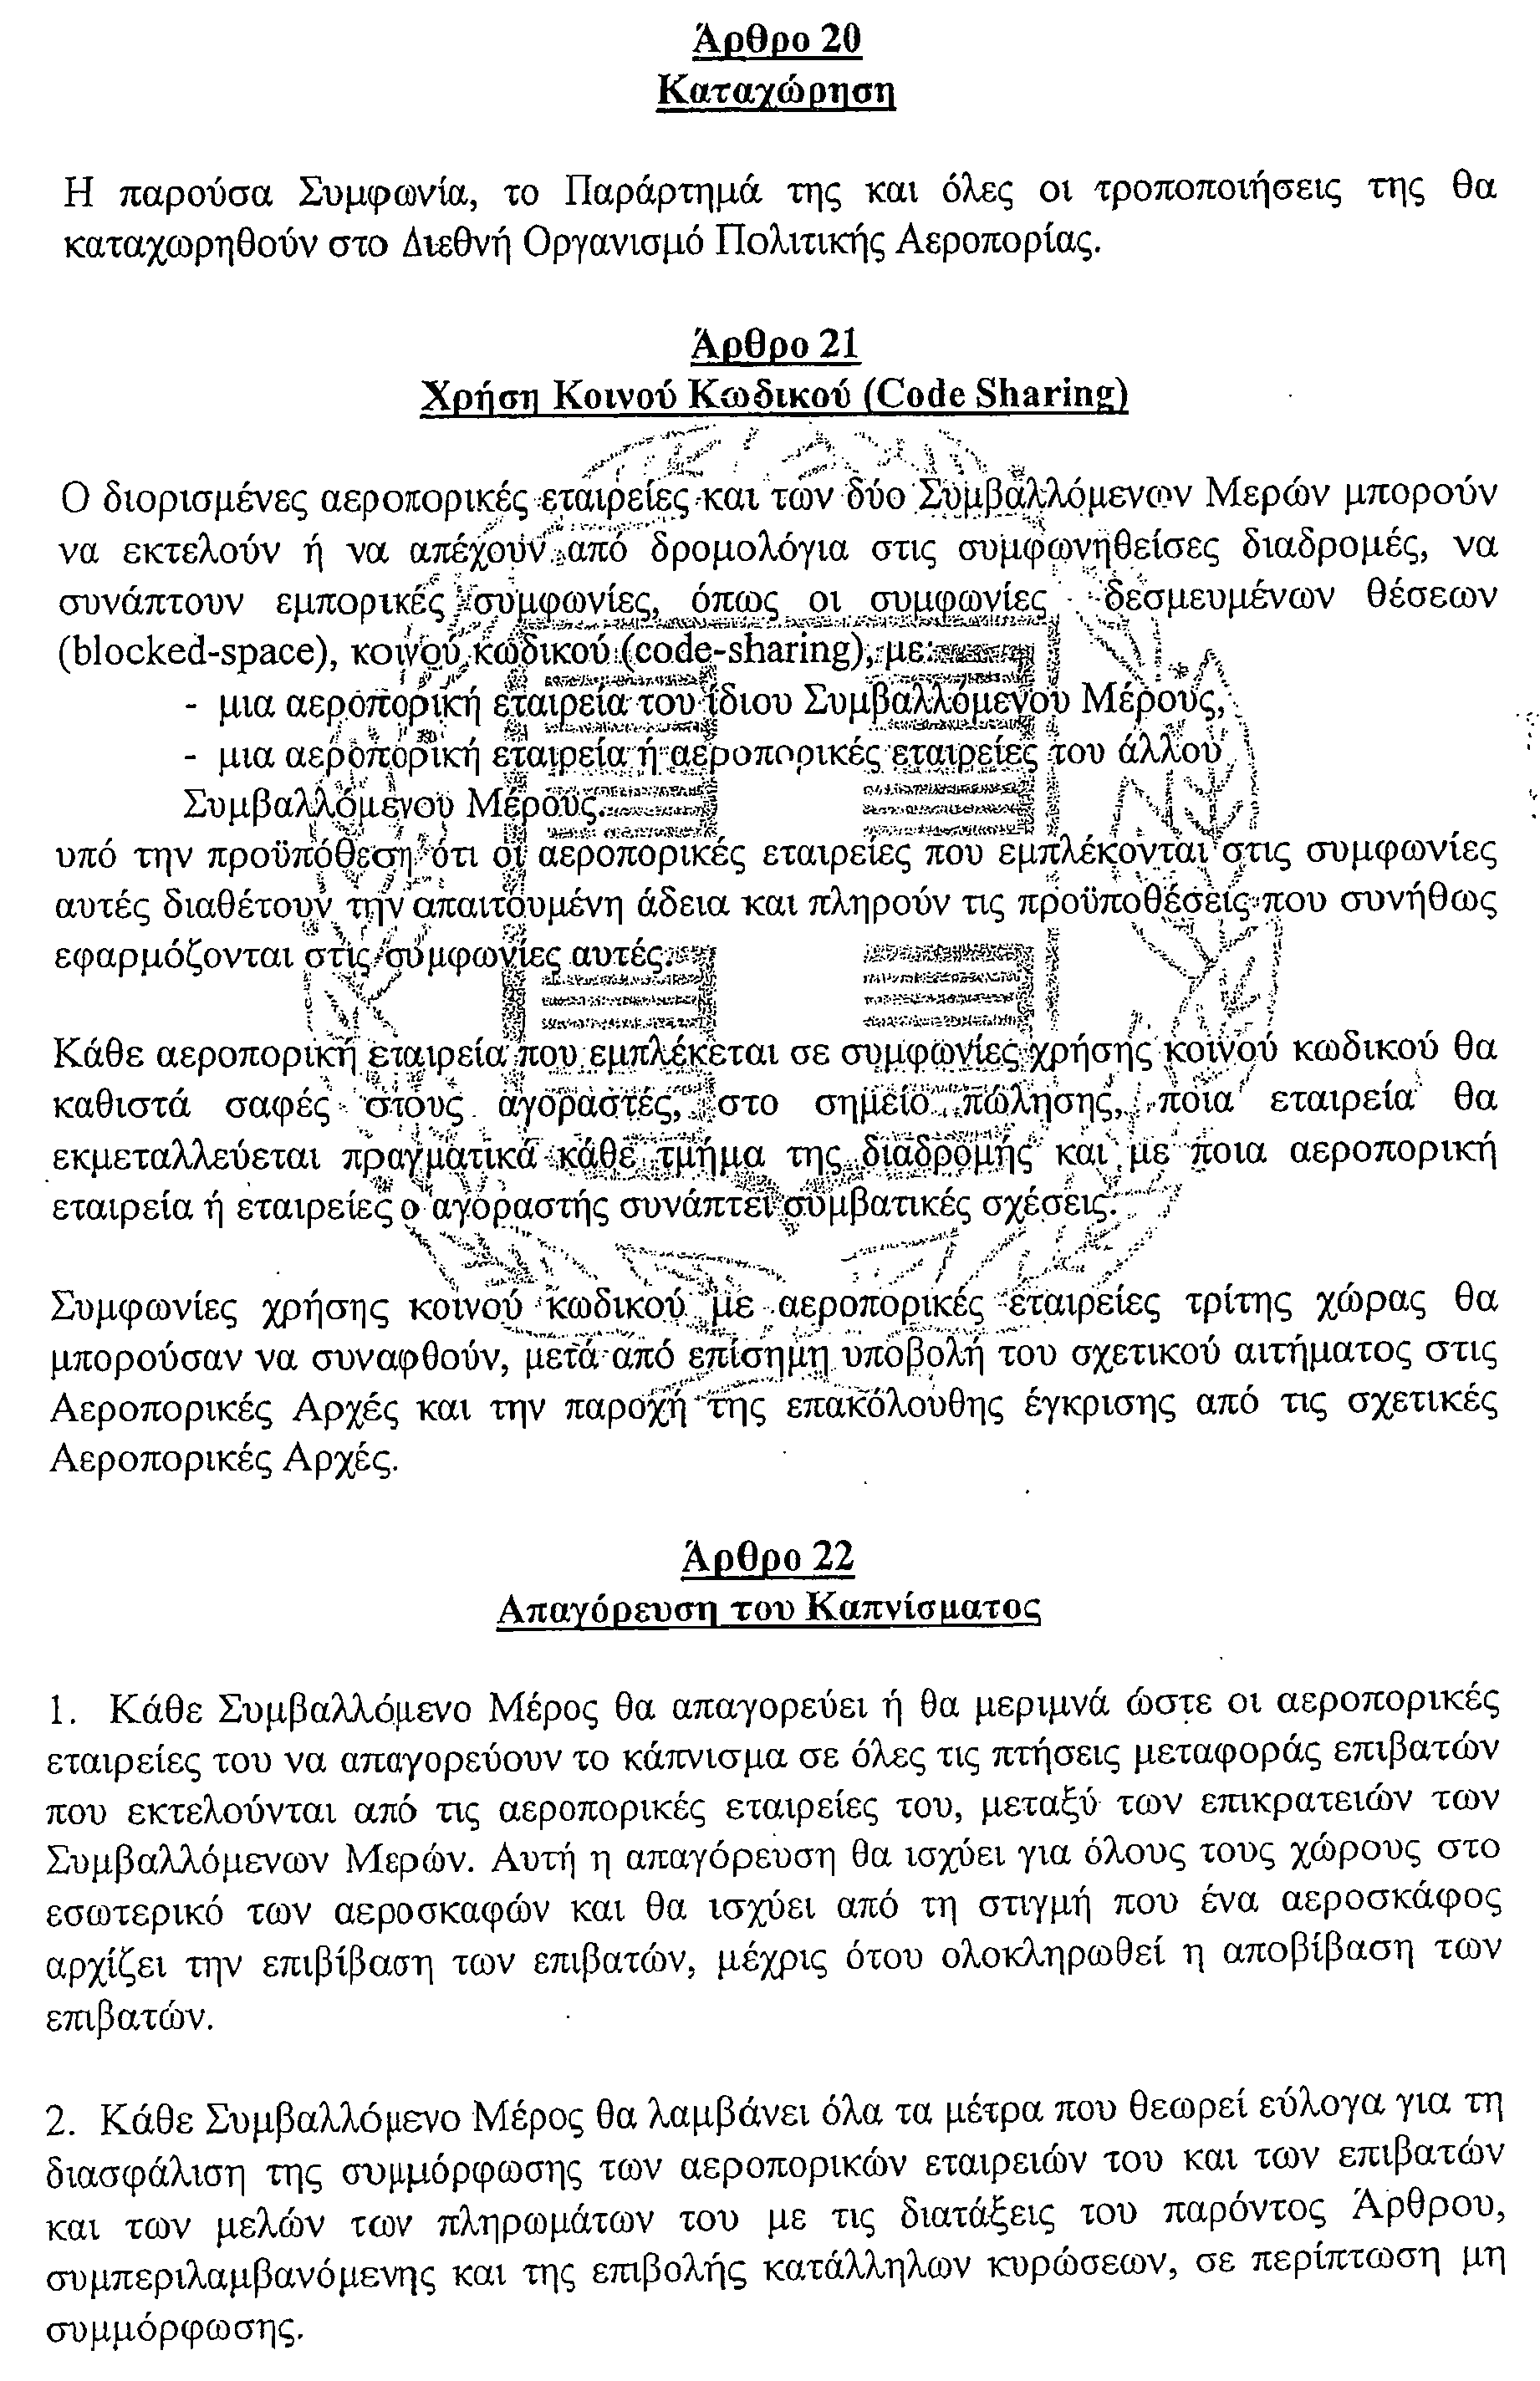 Άρθρο 20
Καταχώρηση
Η παρούσα Συμφωνία, το Παράρτημά της και όλες οι τροποποιήσεις της θα
καταχωρηθούν στο Διεθνή Οργανισμό Πολιτικής Αεροπορίας.
Άρθρο 21
Χρήση Κοινού Κωδικού (Code Sharing)
Ο διορισμένες αεροπορικές εταιρείες και των δύο Συμβαλλόμενων Μερών μπορούν
να εκτελούν ή να απέχουν από δρομολόγια στις συμφωνηθείσες διαδρομές, να
συνάπτουν εμπορικές συμφωνίες, όπως οι συμφωνίες δεσμευμένων θέσεων
(blocked-space), κοινού κωδικού (code-sharing), με:
- μια αεροπορική εταιρεία του ίδιου Συμβαλλόμενου Μέρους,
- μια αεροπορική εταιρεία ή αεροπορικές εταιρείες του άλλου
Συμβαλλόμενου Μέρους.
υπό την προϋπόθεση ότι οι αεροπορικές εταιρείες που εμπλέκονται στις συμφωνίες
αυτές διαθέτουν την απαιτουμένη άδεια και πληρούν τις προϋποθέσεις που συνήθως
εφαρμόζονται στις συμφωνίες αυτές.
Κάθε αεροπορική εταιρεία που εμπλέκεται σε συμφωνίες χρήσης κοινού κωδικού θα
καθιστά σαφές στους αγοραστές, στο σημείο πώλησης, ποια εταιρεία θα
εκμεταλλεύεται πραγματικά κάθε τμήμα της διαδρομής και με ποια αεροπορική
εταιρεία ή εταιρείες ο αγοραστής συνάπτει συμβατικές σχέσεις.
Συμφωνίες χρήσης κοινού κωδικού με αεροπορικές εταιρείες τρίτης χώρας θα
μπορούσαν να συναφθούν, μετά από επίσημη υποβολή του σχετικού αιτήματος στις
Αεροπορικές Αρχές και την παροχή της επακόλουθης έγκρισης από τις σχετικές
Αεροπορικές Αρχές.
Άρθρο 22
Απαγόρευση του Καπνίσματος
1. Κάθε Συμβαλλόμενο Μέρος θα απαγορεύει ή θα μεριμνά ώστε οι αεροπορικές
εταιρείες του να απαγορεύουν το κάπνισμα σε όλες τις πτήσεις μεταφοράς επιβατών
που εκτελούνται από τις αεροπορικές εταιρείες του, μεταξύ των επικρατειών των
Συμβαλλόμενων Μερών. Αυτή η απαγόρευση θα ισχύει για όλους τους χώρους στο
εσωτερικό των αεροσκαφών και θα ισχύει από τη στιγμή που ένα αεροσκάφος
αρχίζει την επιβίβαση των επιβατών, μέχρις ότου ολοκληρωθεί η αποβίβαση των
επιβατών.
2. Κάθε Συμβαλλόμενο Μέρος θα λαμβάνει όλα τα μέτρα που θεωρεί εύλογα για τη
διασφάλιση της συμμόρφωσης των αεροπορικών εταιρειών του και των επιβατών
και των μελών των πληρωμάτων του με τις διατάξεις του παρόντος Άρθρου,
συμπεριλαμβανόμενης και της επιβολής κατάλληλων κυρώσεων, σε περίπτωση μη
συμμόρφωσης.